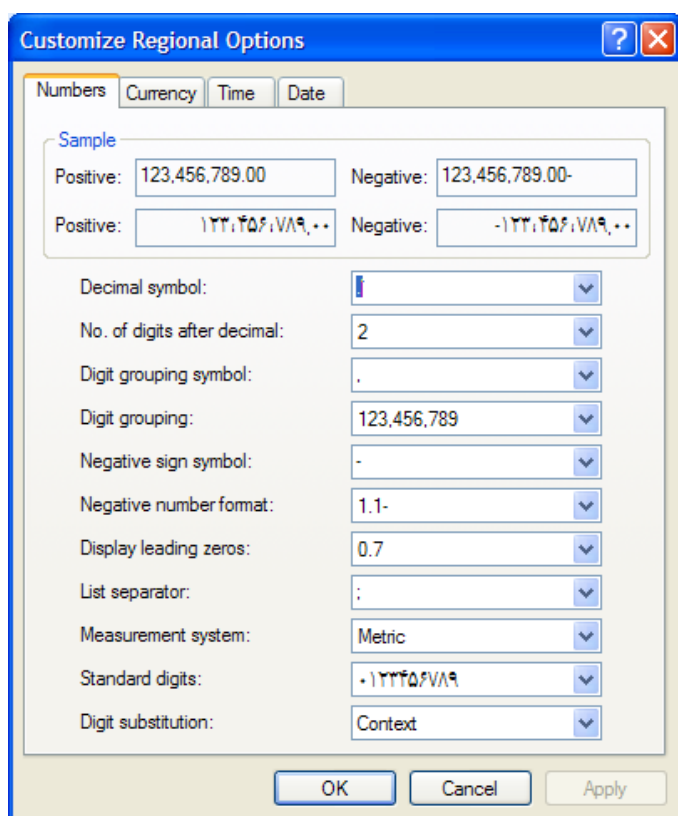 Customize Regional Options
Numbers Currency Time Date
Sample
Positive: 123,456,789.00 Negative: 123,456,789.00-
Positive: ۱۲۳،۴۵۶،۷۸۹,۰۰ Negative: -۱۲۳،۴۵۶،۷۸۹,۰۰
Decimal symbol:
No. of digits after decimal: 2
Digit grouping symbol: ,
Digit grouping: 123,456,789
Negative sign symbol: -
Negative number format: 1.1-
Display leading zeros: 0.7
List separator: ;
Measurement system: Metric
Standard digits: ۰۱۲۳۴۵۶۷۸۹
Digit substitution: Context
OK Cancel Apply